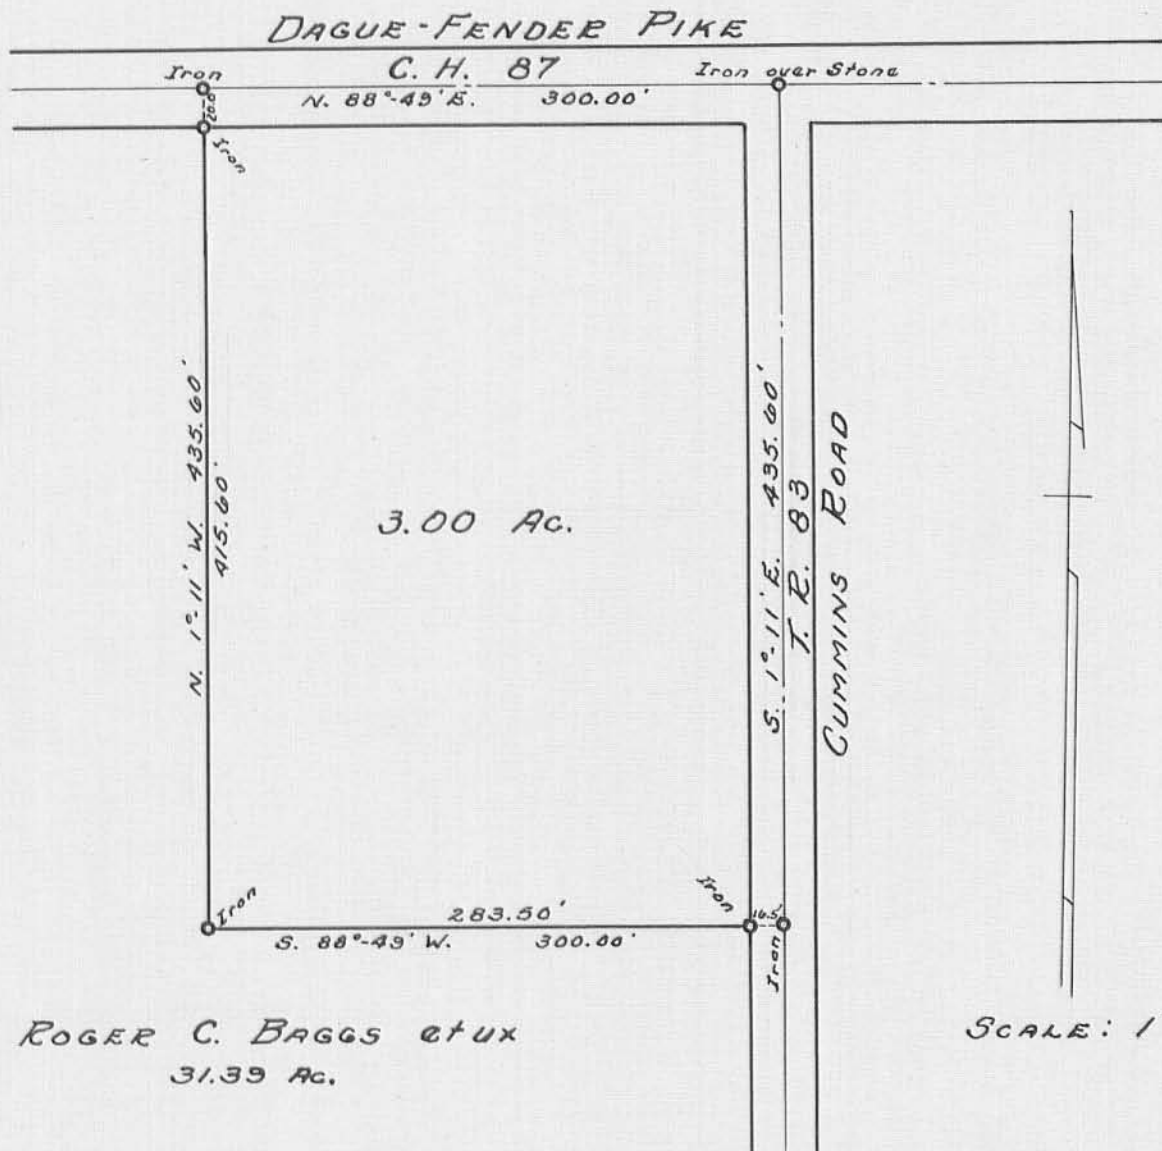 DAGUE-FENDER PIKE
C. H. 87
Iron
Iron over Stone
N. 88°-49' E. 300.00'
20.0'
Iron
N. 1°-11' W. 435.60'
415.60'
3.00 AC.
S. 1°-11' E. 435.60'
T. R. 83
CUMMINS ROAD
Iron
Iron
283.50'
16.5'
S. 88°-49' W. 300.00'
Iron
ROGER C. BAGGS et ux
31.39 AC.
SCALE: 1